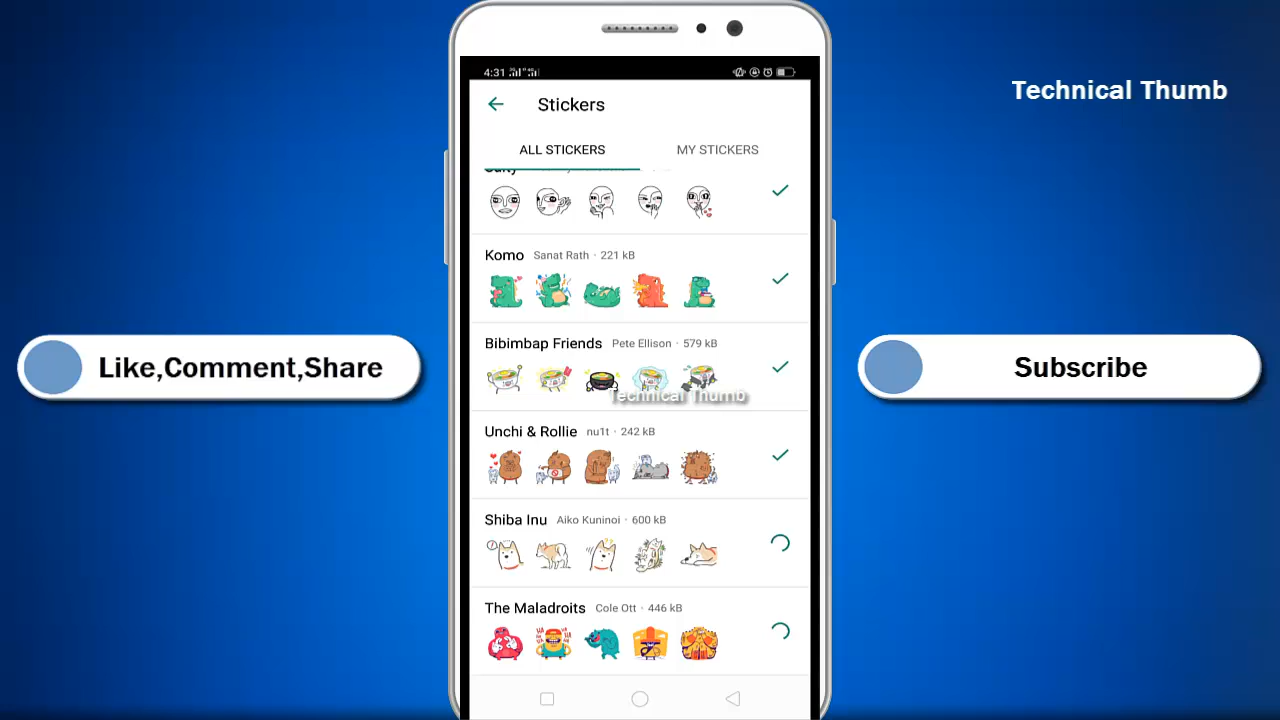 Technical Thumb
4:31
Stickers
ALL STICKERS
MY STICKERS
Komo Sanat Rath · 221 kB
Bibimbap Friends Pete Ellison · 579 kB
Technical Thumb
Unchi & Rollie nu1t · 242 kB
Shiba Inu Aiko Kuninoi · 600 kB
The Maladroits Cole Ott · 446 kB
Like,Comment,Share
Subscribe